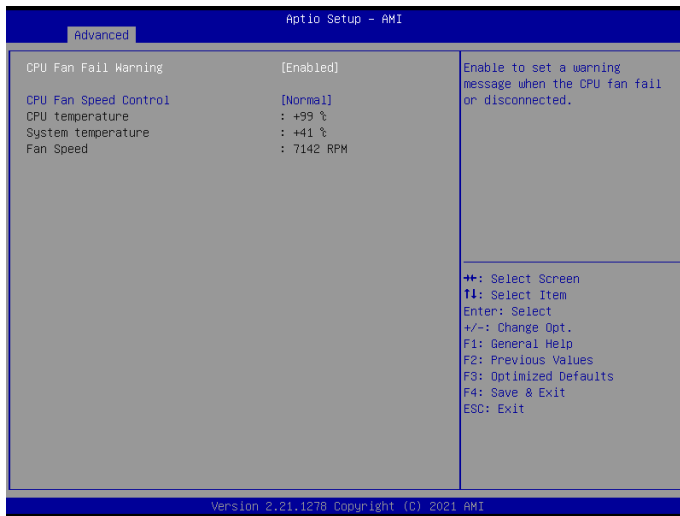 Aptio Setup – AMI
Advanced
CPU Fan Fail Warning [Enabled]
CPU Fan Speed Control [Normal]
CPU temperature : +99 %
System temperature : +41 %
Fan Speed : 7142 RPM
Enable to set a warning
message when the CPU fan fail
or disconnected.
→←: Select Screen
↑↓: Select Item
Enter: Select
+/-: Change Opt.
F1: General Help
F2: Previous Values
F3: Optimized Defaults
F4: Save & Exit
ESC: Exit
Version 2.21.1278 Copyright (C) 2021 AMI